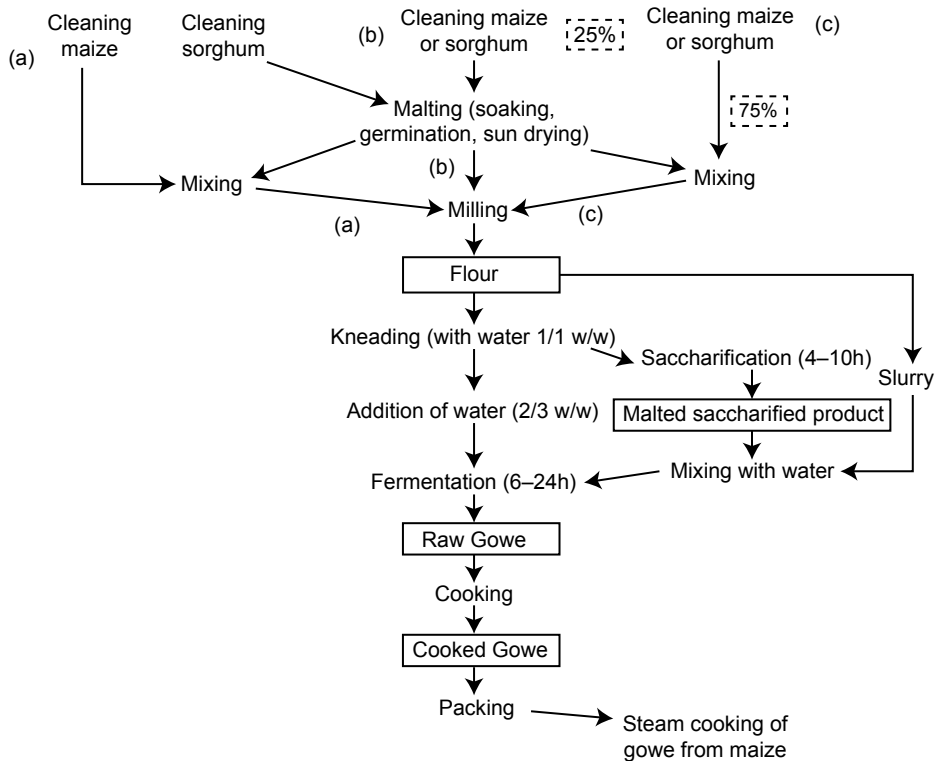 (a)
Cleaning
maize
Cleaning
sorghum
(b)
Cleaning maize
or sorghum
25%
Cleaning maize
or sorghum
(c)
75%
Malting (soaking,
germination, sun drying)
(b)
Mixing
Mixing
(a)
Milling
(c)
Flour
Kneading (with water 1/1 w/w)
Saccharification (4–10h)
Slurry
Addition of water (2/3 w/w)
Malted saccharified product
Mixing with water
Fermentation (6–24h)
Raw Gowe
Cooking
Cooked Gowe
Packing
Steam cooking of
gowe from maize